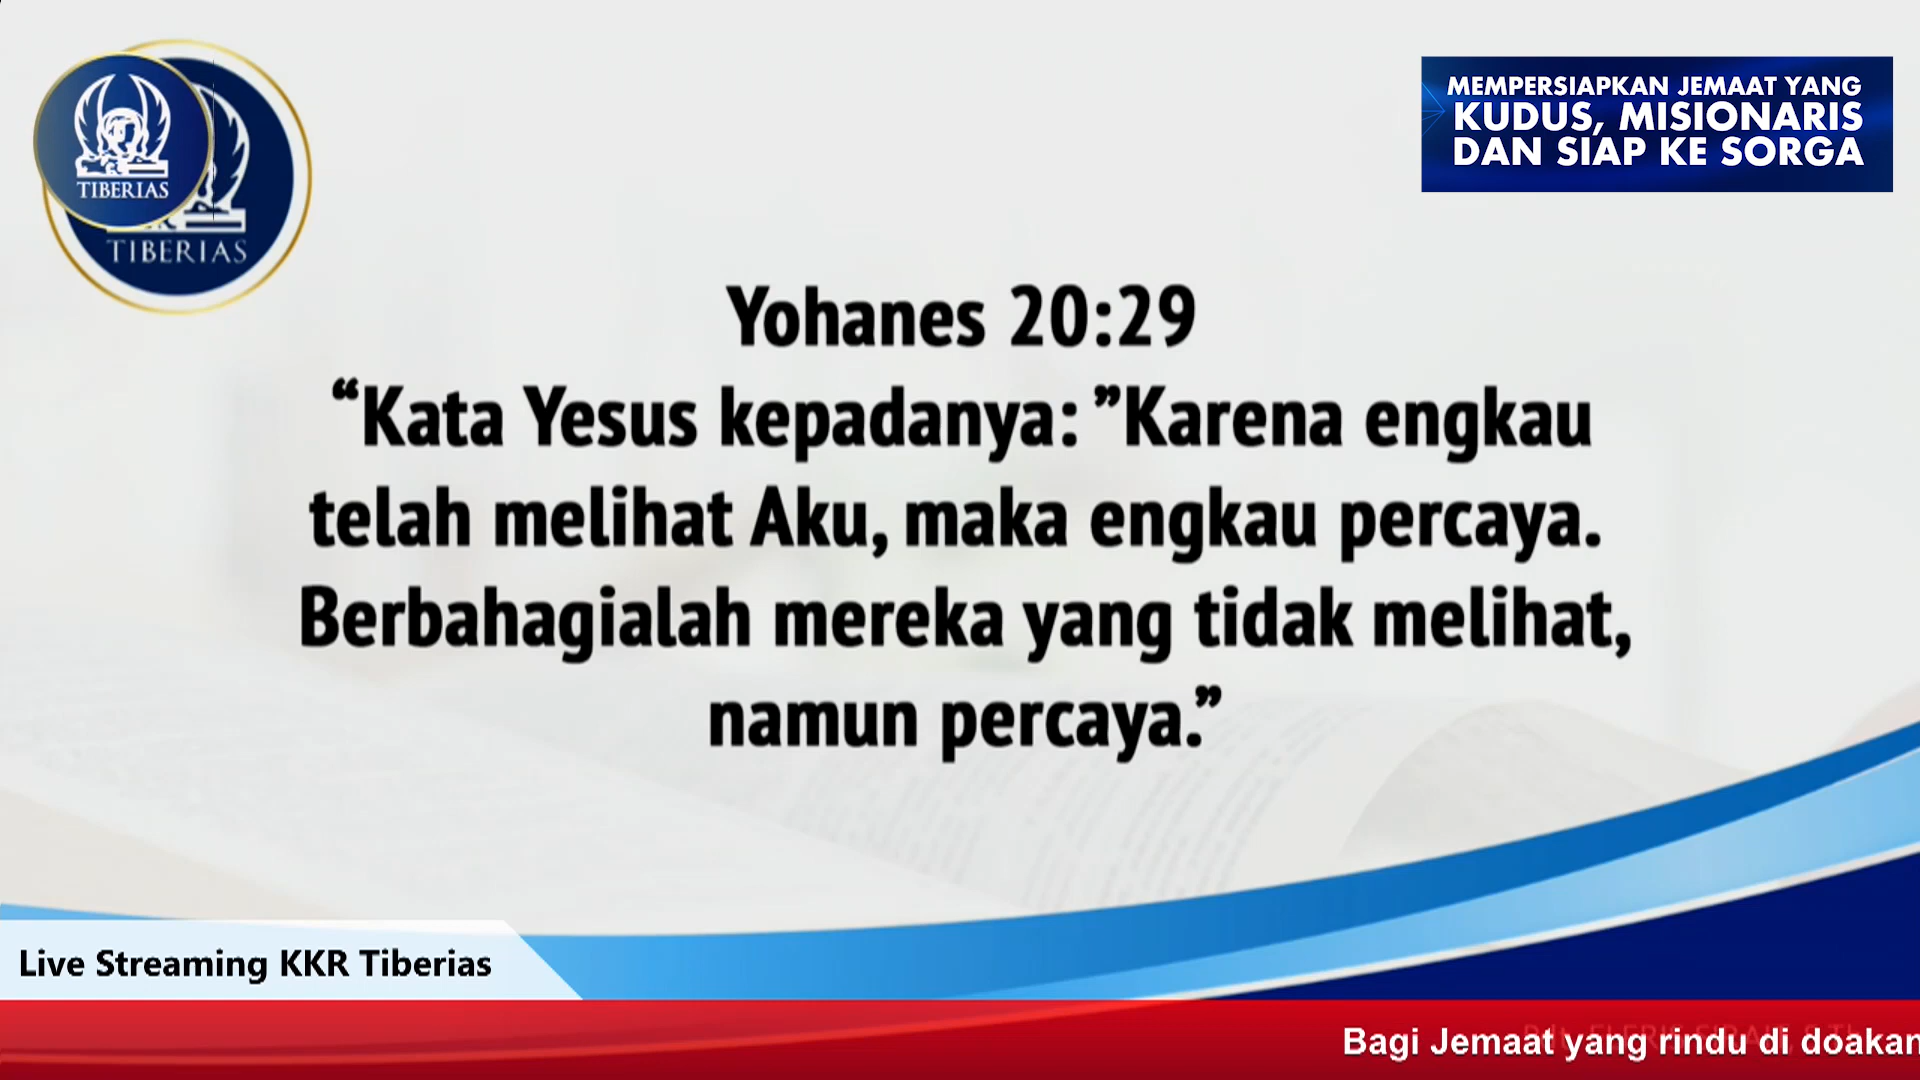 TIBERIAS
TIBERIAS
MEMPERSIAPKAN JEMAAT YANG
KUDUS, MISIONARIS
DAN SIAP KE SORGA
Yohanes 20:29
“Kata Yesus kepadanya: ”Karena engkau
telah melihat Aku, maka engkau percaya.
Berbahagialah mereka yang tidak melihat,
namun percaya.”
Live Streaming KKR Tiberias
Bagi Jemaat yang rindu di doakan